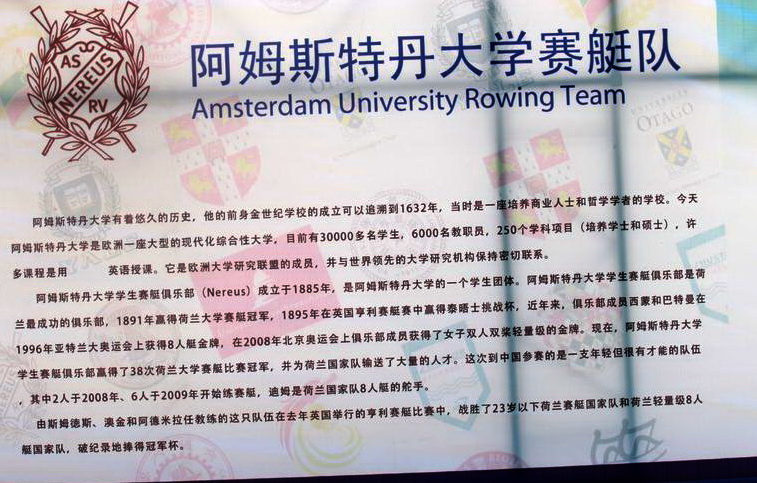 AS
NEREUS
RV
阿姆斯特丹大学赛艇队
Amsterdam University Rowing Team
OTAGO
阿姆斯特丹大学有着悠久的历史，他的前身金世纪学校的成立可以追溯到1632年，当时是一座培养商业人士和哲学学者的学校。今天
阿姆斯特丹大学是欧洲一座大型的现代化综合性大学，目前有30000多名学生，6000名教职员，250个学科项目（培养学士和硕士），许
多课程是用 英语授课。它是欧洲大学研究联盟的成员，并与世界领先的大学研究机构保持密切联系。
阿姆斯特丹大学学生赛艇俱乐部（Nereus）成立于1885年，是阿姆斯特丹大学的一个学生团体。阿姆斯特丹大学学生赛艇俱乐部是荷
兰最成功的俱乐部，1891年赢得荷兰大学赛艇冠军，1895年在英国亨利赛艇赛中赢得泰晤士挑战杯，近年来，俱乐部成员西蒙和巴特曼在
1996年亚特兰大奥运会上获得8人艇金牌，在2008年北京奥运会上俱乐部成员获得了女子双人双桨轻量级的金牌。现在，阿姆斯特丹大学
学生赛艇俱乐部赢得了38次荷兰大学赛艇比赛冠军，并为荷兰国家队输送了大量的人才。这次到中国参赛的是一支年轻但很有才能的队伍
，其中2人于2008年、6人于2009年开始练赛艇，迪姆是荷兰国家队8人艇的舵手。
由斯姆德斯、澳金和阿德米拉任教练的这只队伍在去年英国举行的亨利赛艇比赛中，战胜了23岁以下荷兰赛艇国家队和荷兰轻量级8人
艇国家队，破纪录地捧得冠军杯。